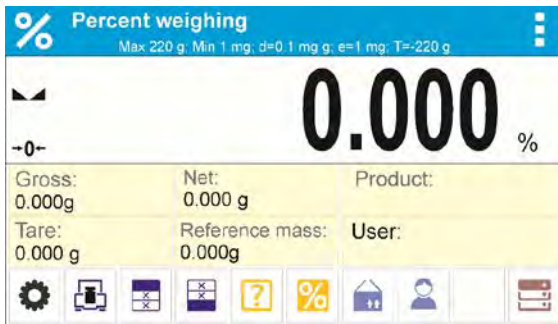 % Percent weighing
Max 220 g; Min 1 mg; d=0.1 mg g; e=1 mg; T=-220 g
0.000 %
→0←
Gross:
0.000g
Net:
0.000 g
Product:
Tare:
0.000 g
Reference mass:
0.000g
User:
? %